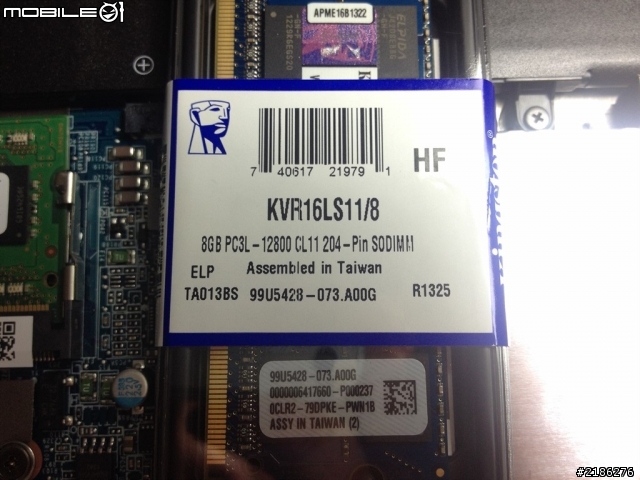 MOBILE01
APME16B1322
ELPIDA
7 40617 21979 1
HF
KVR16LS11/8
8GB PC3L-12800 CL11 204-Pin SODIMM
ELP
Assembled in Taiwan
TA013BS 99U5428-073.A00G R1325
Kingston
99U5428-073.A00G
0000006417660-P000237
0CLR2-79DPKE-PWN1B
ASSY IN TAIWAN (2)
#2186276